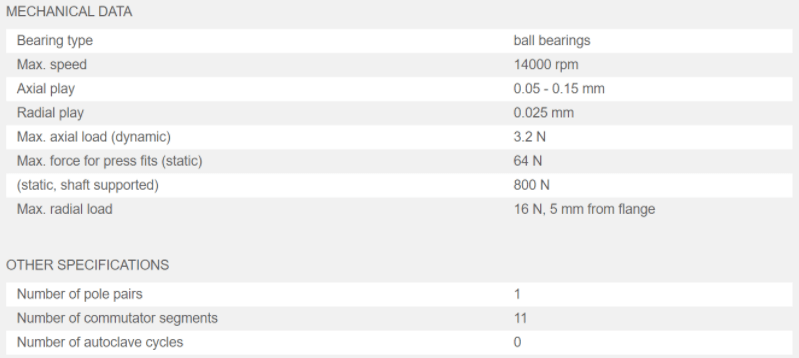 MECHANICAL DATA
Bearing type ball bearings
Max. speed 14000 rpm
Axial play 0.05 - 0.15 mm
Radial play 0.025 mm
Max. axial load (dynamic) 3.2 N
Max. force for press fits (static) 64 N
(static, shaft supported) 800 N
Max. radial load 16 N, 5 mm from flange
OTHER SPECIFICATIONS
Number of pole pairs 1
Number of commutator segments 11
Number of autoclave cycles 0